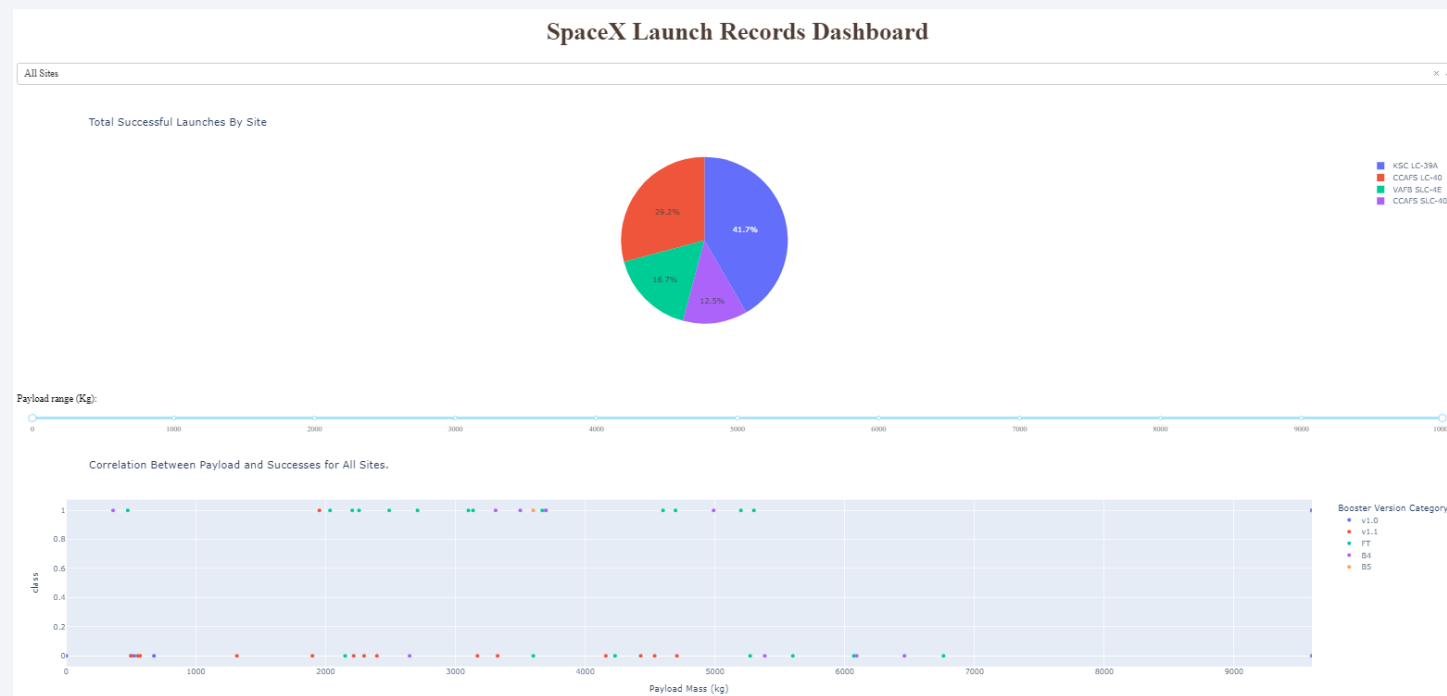 SpaceX Launch Records Dashboard
All Sites ×
Total Successful Launches By Site
KSC LC-39A
CCAFS LC-40
VAFB SLC-4E
CCAFS SLC-40
29.2%
41.7%
16.7%
12.5%
Payload range (Kg):
0 1000 2000 3000 4000 5000 6000 7000 8000 9000 1000
Correlation Between Payload and Successes for All Sites.
Booster Version Category
v1.0
v1.1
FT
B4
B5
class
1
0.8
0.6
0.4
0.2
0
0 1000 2000 3000 4000 5000 6000 7000 8000 9000
Payload Mass (kg)